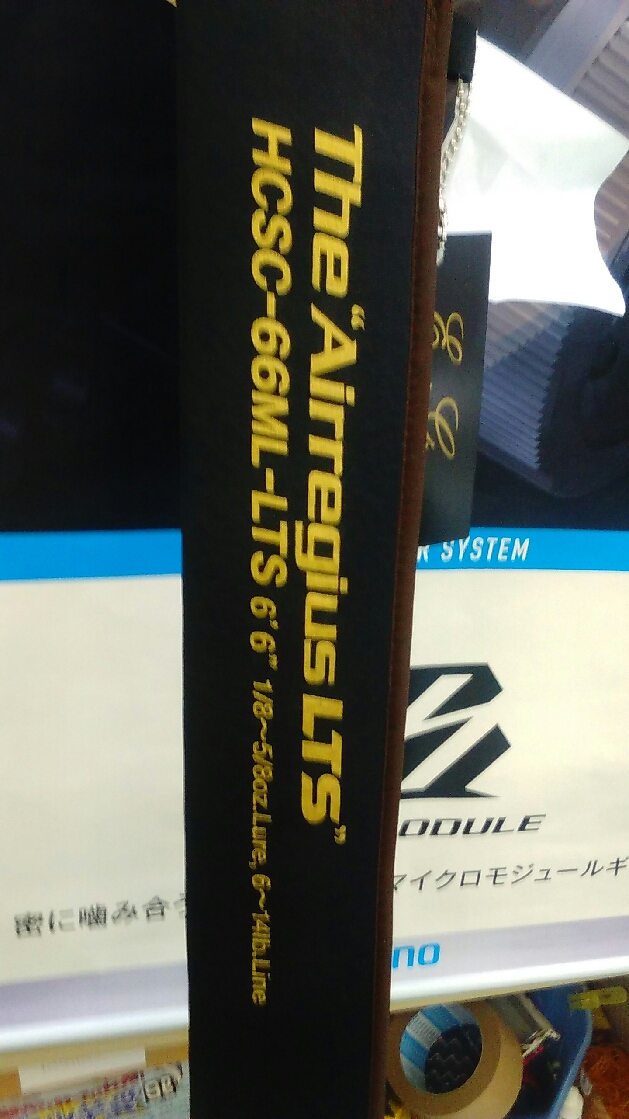 The "Airregius LTS"
HCSC-66ML-LTS 6'6" 1/8~5/8oz.Lure, 6~14lb.Line
SYSTEM
ODULE
密に噛み合
マイクロモジュールギ
no